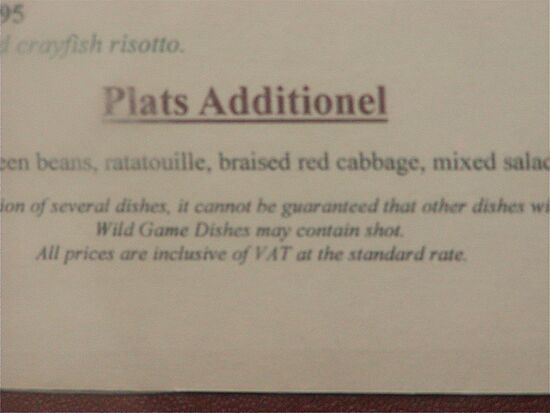 95
crayfish risotto.
Plats Additionel
een beans, ratatouille, braised red cabbage, mixed salad
ion of several dishes, it cannot be guaranteed that other dishes wi
Wild Game Dishes may contain shot.
All prices are inclusive of VAT at the standard rate.